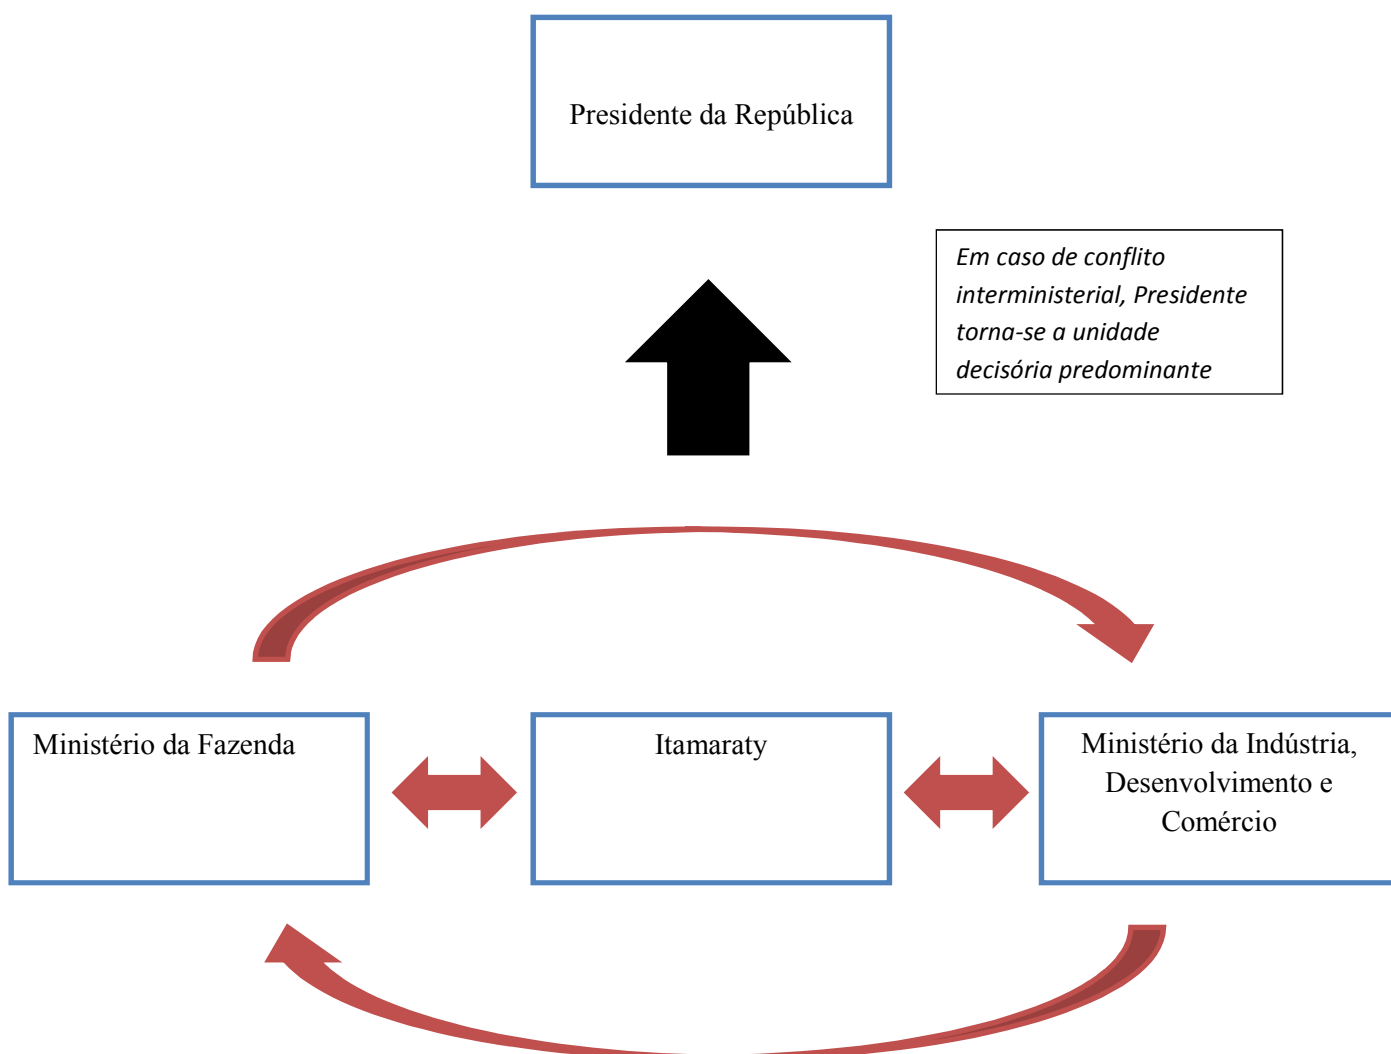 Presidente da República
Em caso de conflito
interministerial, Presidente
torna-se a unidade
decisória predominante
Ministério da Fazenda
Itamaraty
Ministério da Indústria,
Desenvolvimento e
Comércio